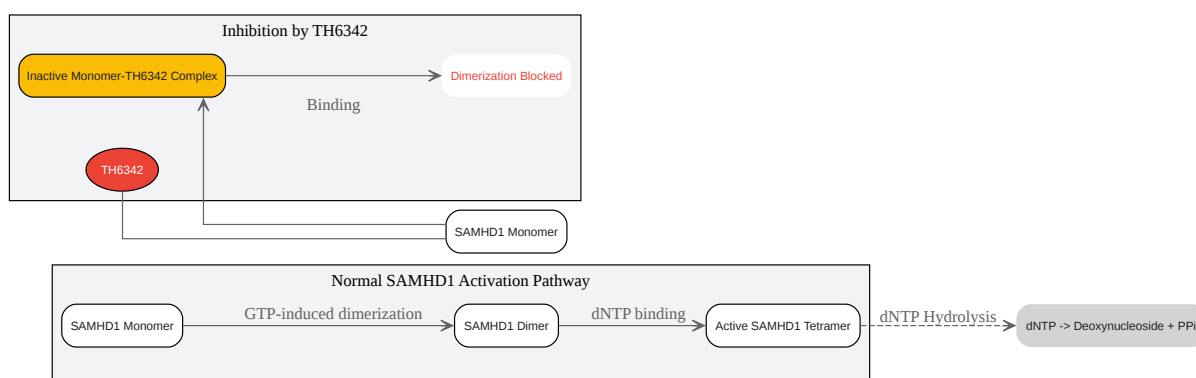 Inhibition by TH6342
Inactive Monomer-TH6342 Complex
Dimerization Blocked
Binding
TH6342
SAMHD1 Monomer
Normal SAMHD1 Activation Pathway
SAMHD1 Monomer
GTP-induced dimerization
SAMHD1 Dimer
dNTP binding
Active SAMHD1 Tetramer
dNTP Hydrolysis
dNTP -> Deoxynucleoside + PPi